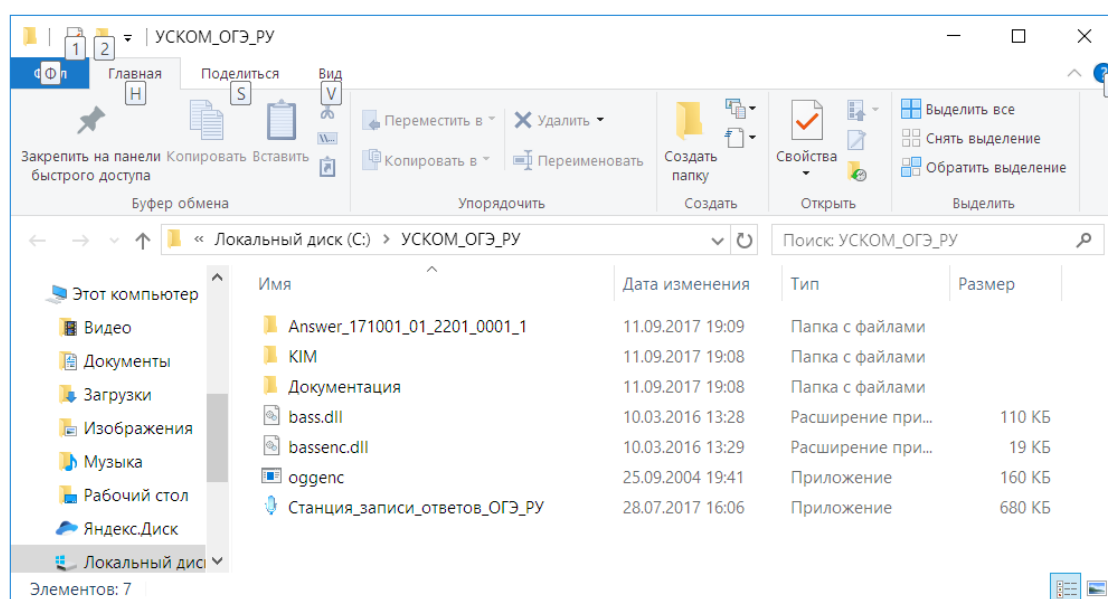 УСКОМ_ОГЭ_РУ
1 2
Ф Главная Поделиться Вид
H S V
Закрепить на панели быстрого доступа
Копировать Вставить
Переместить в Удалить
Копировать в Переименовать
Создать папку
Свойства
Выделить все
Снять выделение
Обратить выделение
Буфер обмена Упорядочить Создать Открыть Выделить
« Локальный диск (C:) > УСКОМ_ОГЭ_РУ Поиск: УСКОМ_ОГЭ_РУ
Этот компьютер
Видео
Документы
Загрузки
Изображения
Музыка
Рабочий стол
Яндекс.Диск
Локальный дис
Имя Дата изменения Тип Размер
Answer_171001_01_2201_0001_1 11.09.2017 19:09 Папка с файлами
KIM 11.09.2017 19:08 Папка с файлами
Документация 11.09.2017 19:08 Папка с файлами
bass.dll 10.03.2016 13:28 Расширение при... 110 КБ
bassenc.dll 10.03.2016 13:29 Расширение при... 19 КБ
oggenc 25.09.2004 19:41 Приложение 160 КБ
Станция_записи_ответов_ОГЭ_РУ 28.07.2017 16:06 Приложение 680 КБ
Элементов: 7